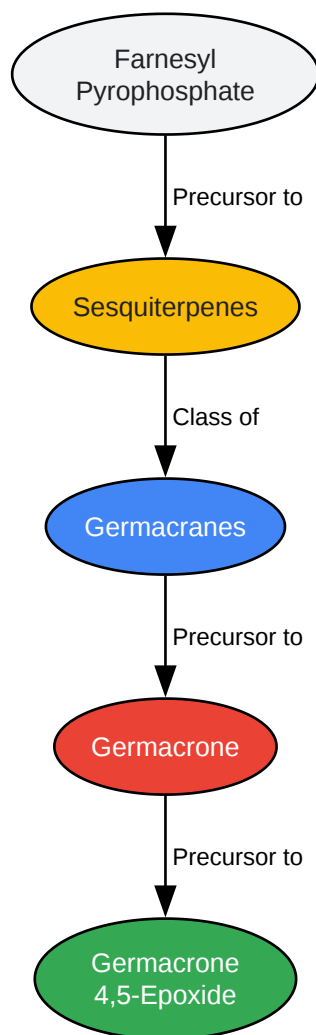 Farnesyl
Pyrophosphate
Precursor to
Sesquiterpenes
Class of
Germacranes
Precursor to
Germacrone
Precursor to
Germacrone
4,5-Epoxide